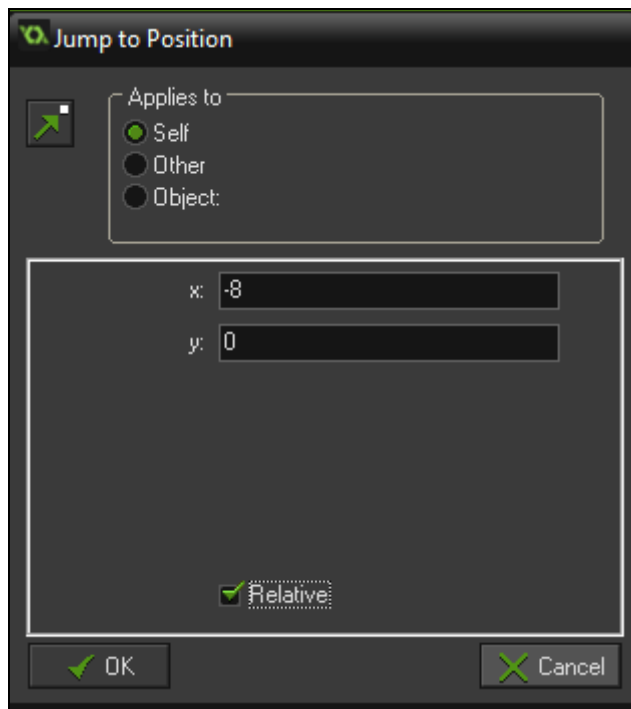 Jump to Position
Applies to
Self
Other
Object:
x: -8
y: 0
Relative
OK
Cancel